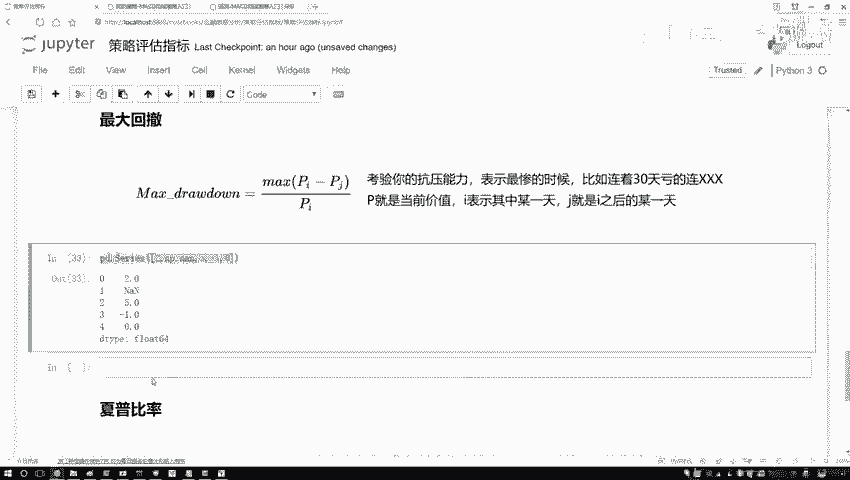 jupyter 策略评估指标 Last Checkpoint: an hour ago (unsaved changes)
Logout
File Edit View Insert Cell Kernel Widgets Help
Trusted Python 3
Code
最大回撤
Max_drawdown = max(P_i − P_j) / P_i
考验你的抗压能力，表示最惨的时候，比如连着30天亏的连XXX
P就是当前价值，i表示其中某一天，j就是i之后的某一天
In [33]:
Out[33]:
0 2.0
1 NaN
2 5.0
3 -1.0
4 0.0
dtype: float64
In [ ]:
夏普比率